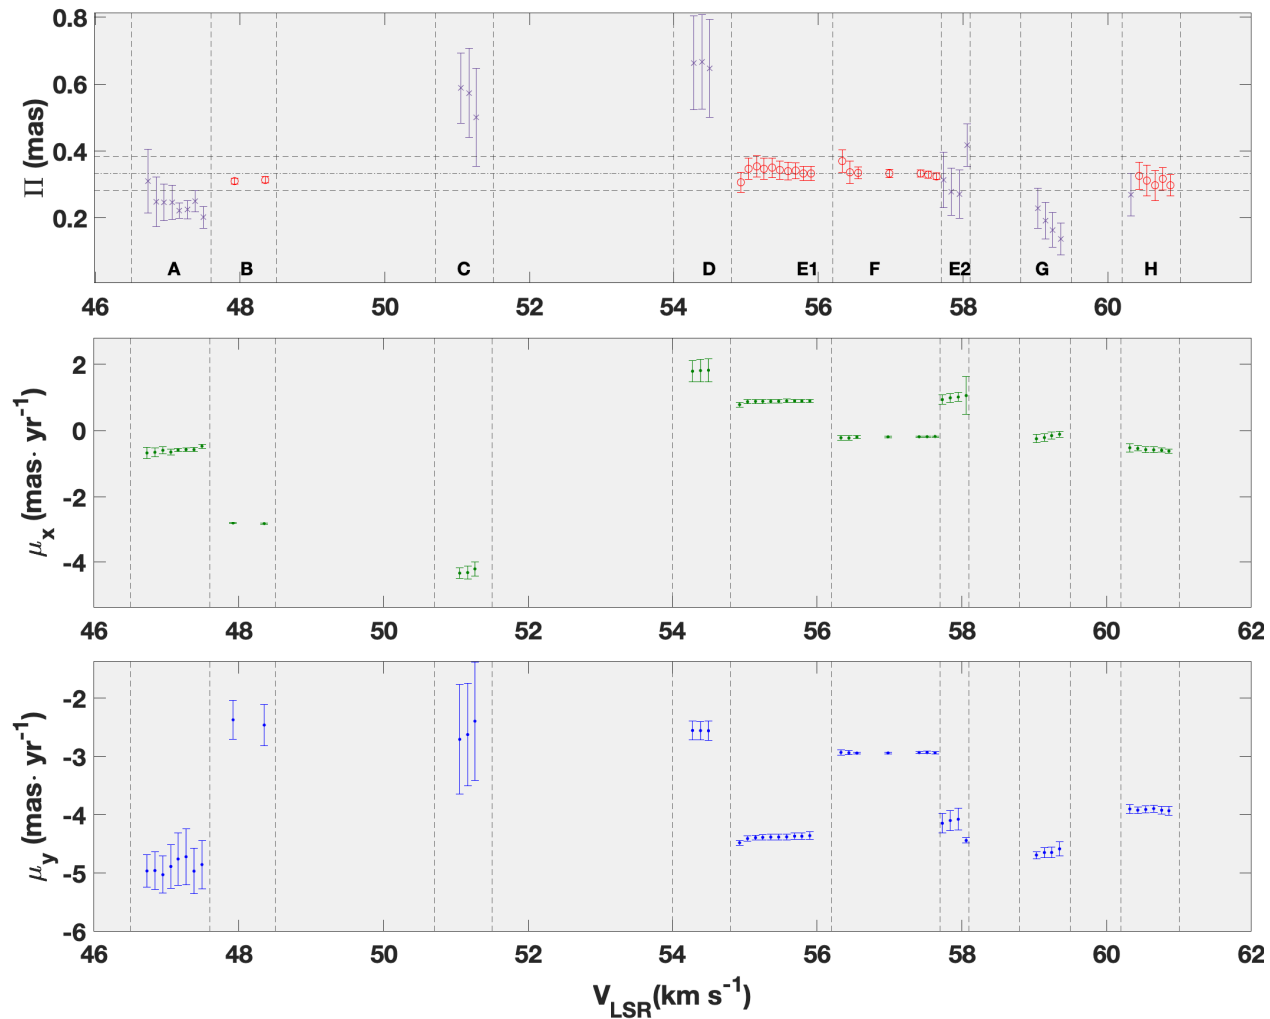 0.8
0.6
0.4
0.2
Π (mas)
A B C D E1 F E2 G H
46 48 50 52 54 56 58 60
2
0
-2
-4
μx (mas· yr-1)
46 48 50 52 54 56 58 60 62
-2
-3
-4
-5
-6
μy (mas· yr-1)
46 48 50 52 54 56 58 60 62
VLSR(km s-1)